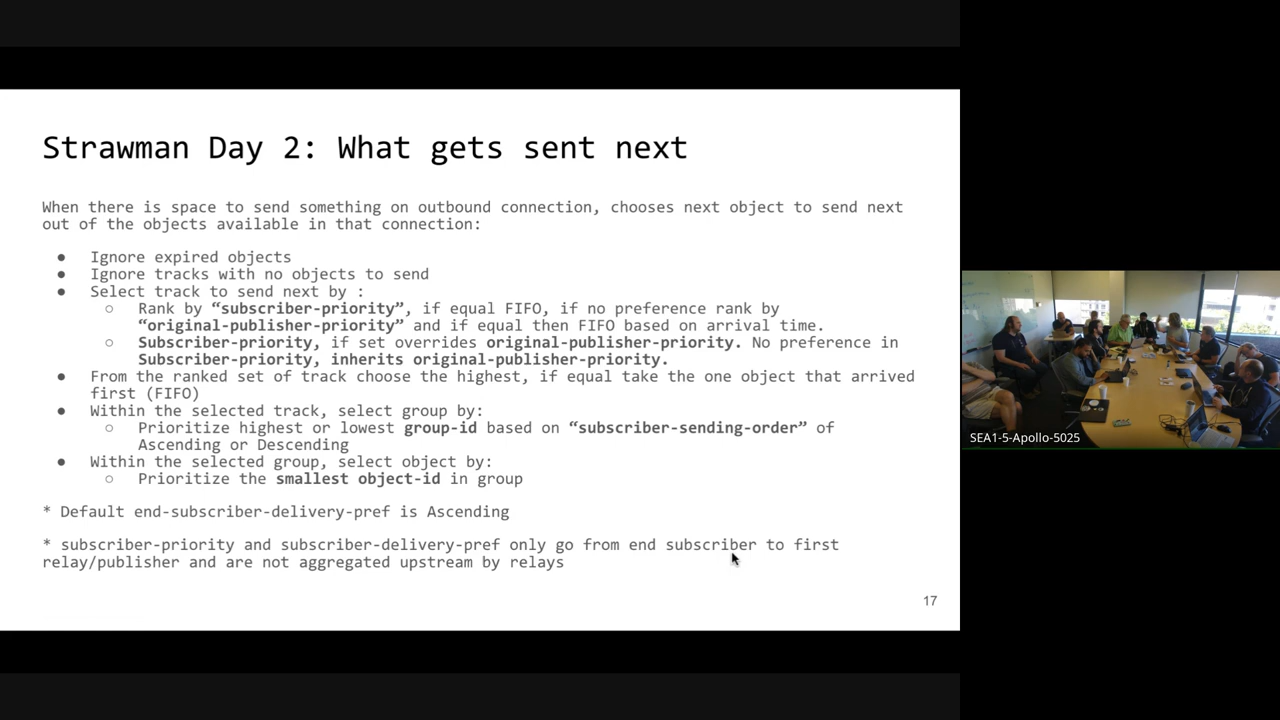 Strawman Day 2: What gets sent next
When there is space to send something on outbound connection, chooses next object to send next
out of the objects available in that connection:
● Ignore expired objects
● Ignore tracks with no objects to send
● Select track to send next by :
○ Rank by “subscriber-priority”, if equal FIFO, if no preference rank by
“original-publisher-priority” and if equal then FIFO based on arrival time.
○ Subscriber-priority, if set overrides original-publisher-priority. No preference in
Subscriber-priority, inherits original-publisher-priority.
● From the ranked set of track choose the highest, if equal take the one object that arrived
first (FIFO)
● Within the selected track, select group by:
○ Prioritize highest or lowest group-id based on “subscriber-sending-order” of
Ascending or Descending
● Within the selected group, select object by:
○ Prioritize the smallest object-id in group
* Default end-subscriber-delivery-pref is Ascending
* subscriber-priority and subscriber-delivery-pref only go from end subscriber to first
relay/publisher and are not aggregated upstream by relays
17
SEA1-5-Apollo-5025